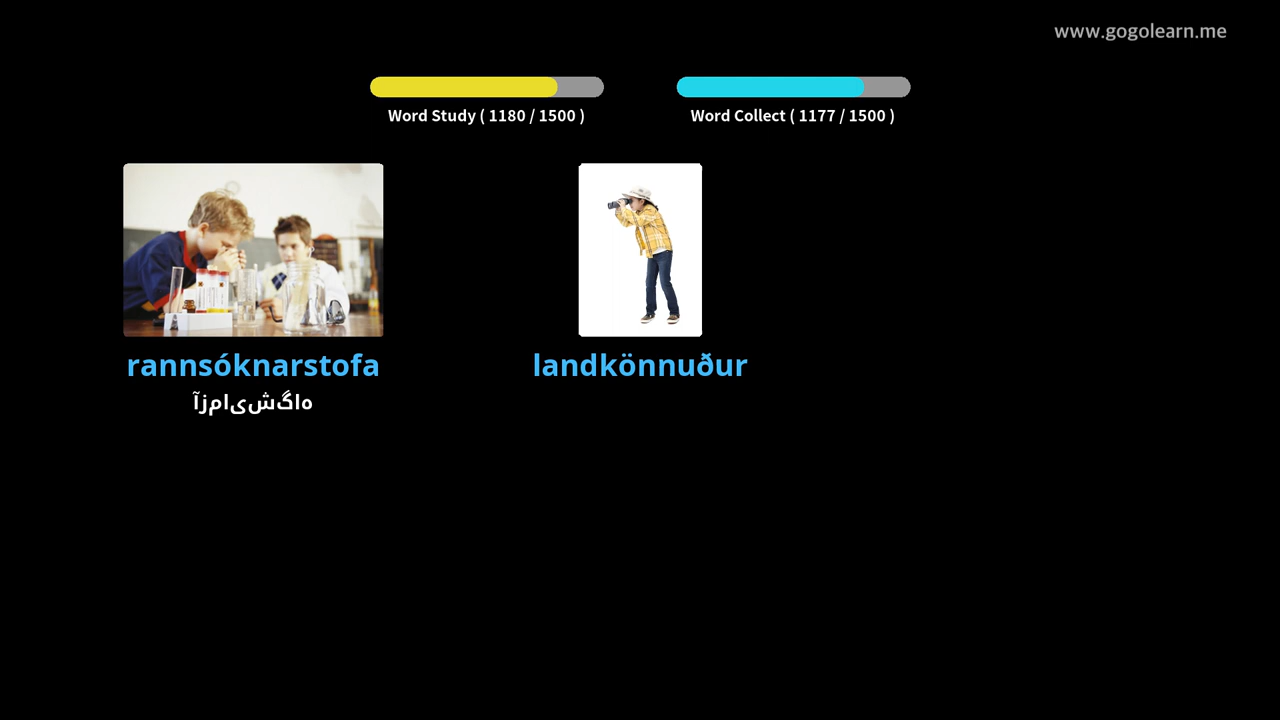 www.gogolearn.me
Word Study ( 1180 / 1500 )
Word Collect ( 1177 / 1500 )
rannsóknarstofa
آزمایشگاه
landkönnuður